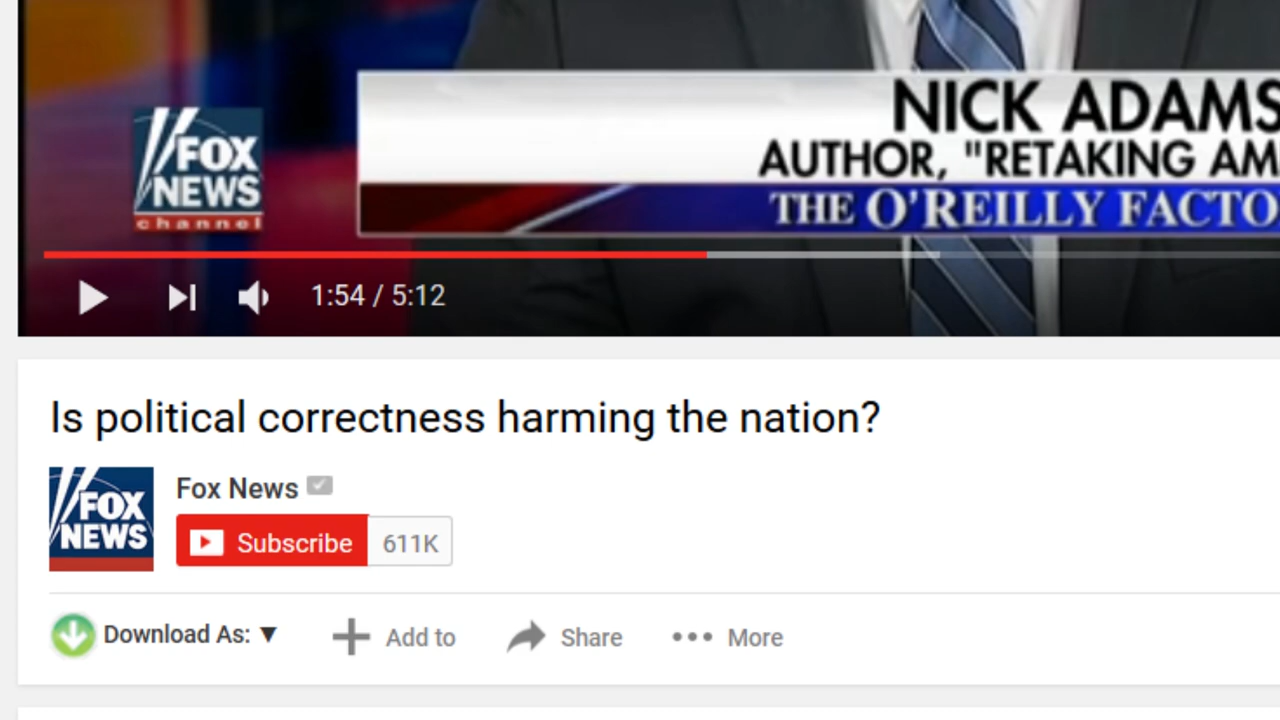 NICK ADAMS
AUTHOR, "RETAKING AM
THE O'REILLY FACTO
FOX
NEWS
channel
1:54 / 5:12
Is political correctness harming the nation?
FOX
NEWS
Fox News
Subscribe 611K
Download As: ▼ Add to Share More